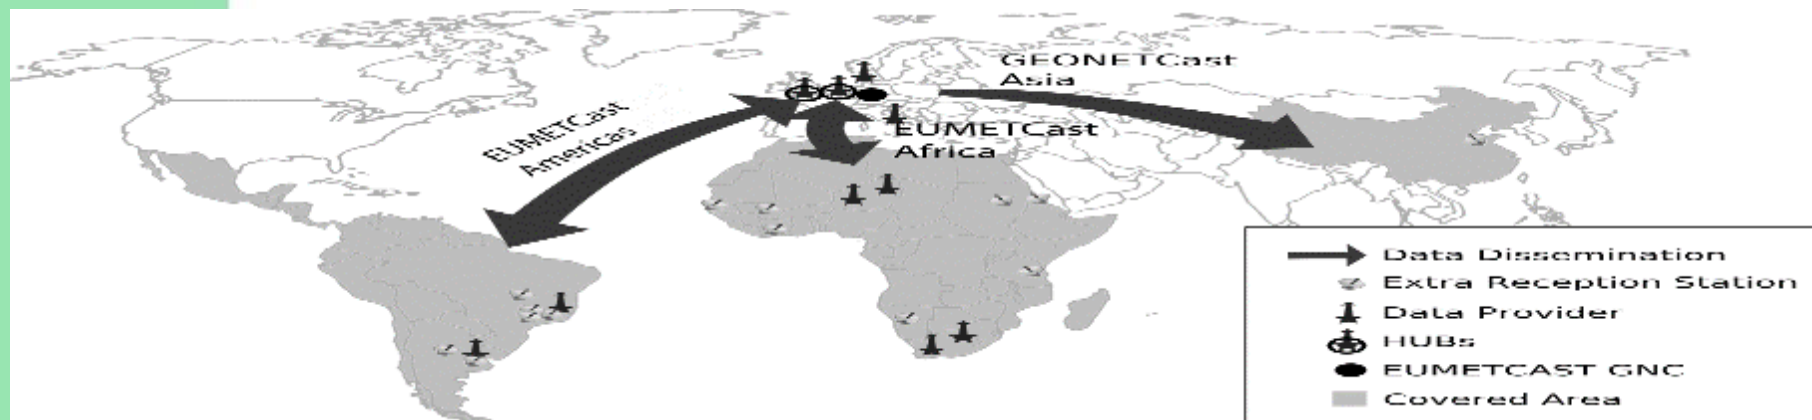 GEONETCast
Asia
EUMETCast
Americas
EUMETCast
Africa
Data Dissemination
Extra Reception Station
Data Provider
HUBs
EUMETCAST GNC
Covered Area